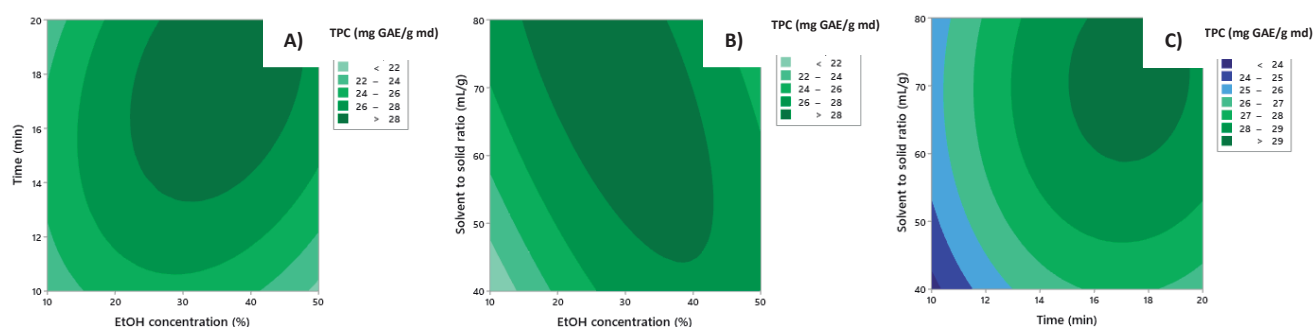 A)
TPC (mg GAE/g md)
< 22
22 – 24
24 – 26
26 – 28
> 28
Time (min)
20
18
16
14
12
10
10 20 30 40 50
EtOH concentration (%)
B)
TPC (mg GAE/g md)
< 22
22 – 24
24 – 26
26 – 28
> 28
Solvent to solid ratio (mL/g)
80
70
60
50
40
10 20 30 40 50
EtOH concentration (%)
C)
TPC (mg GAE/g md)
< 24
24 – 25
25 – 26
26 – 27
27 – 28
28 – 29
> 29
Solvent to solid ratio (mL/g)
80
70
60
50
40
10 12 14 16 18 20
Time (min)